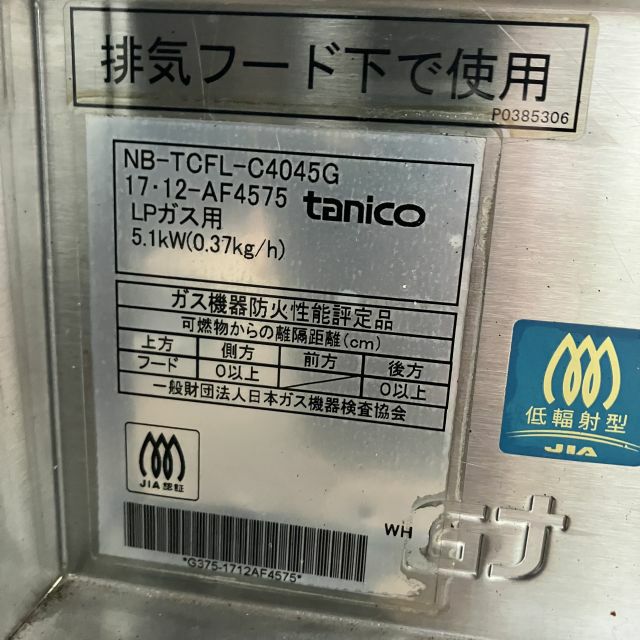 排気フード下で使用
P0385306
NB-TCFL-C4045G
17・12-AF4575
tanico
LPガス用
5.1kW(0.37kg/h)
ガス機器防火性能評定品
可燃物からの離隔距離(cm)
上方 側方 前方 後方
フード 0以上 0以上
一般財団法人日本ガス機器検査協会
JIA 認証
WH
*G375-1712AF4575*
低輻射型
JIA